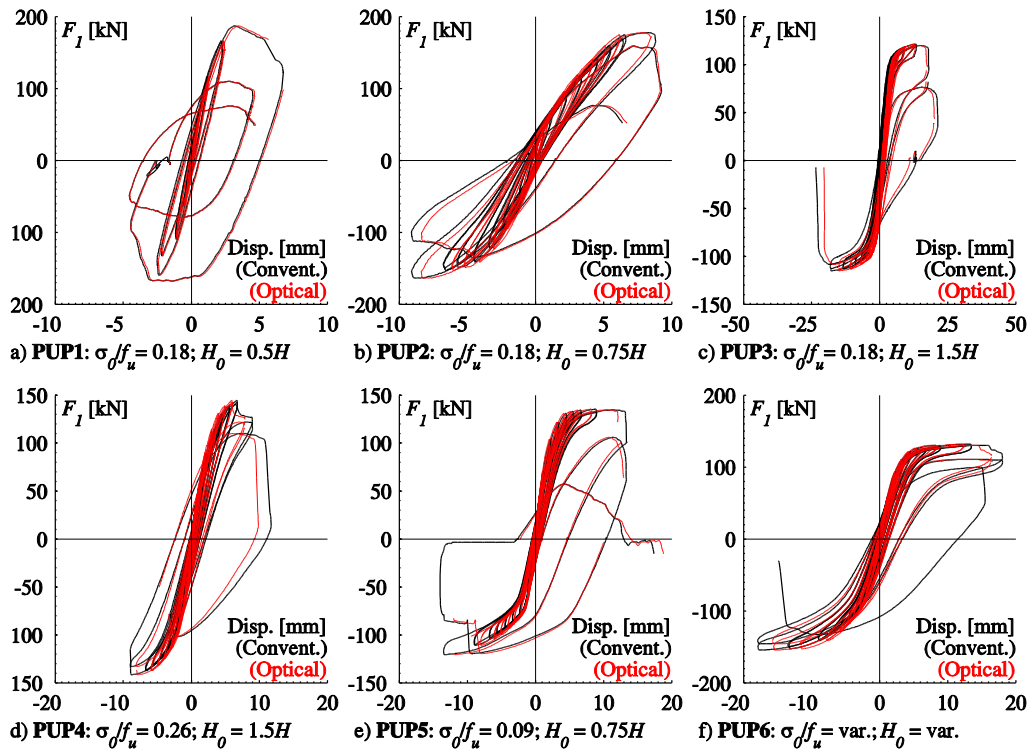 200
F1 [kN]
100
0
100
200
Disp. [mm]
(Convent.)
(Optical)
-10 -5 0 5 10
a) PUP1: σ0/fu = 0.18; H0 = 0.5H
200
F1 [kN]
100
0
-100
-200
Disp. [mm]
(Convent.)
(Optical)
-10 -5 0 5 10
b) PUP2: σ0/fu = 0.18; H0 = 0.75H
150
F1 [kN]
100
50
0
-50
-100
-150
Disp. [mm]
(Convent.)
(Optical)
-50 -25 0 25 50
c) PUP3: σ0/fu = 0.18; H0 = 1.5H
150
F1 [kN]
100
50
0
-50
-100
-150
Disp. [mm]
(Convent.)
(Optical)
-20 -10 0 10 20
d) PUP4: σ0/fu = 0.26; H0 = 1.5H
150
F1 [kN]
100
50
0
-50
-100
-150
Disp. [mm]
(Convent.)
(Optical)
-20 -10 0 10 20
e) PUP5: σ0/fu = 0.09; H0 = 0.75H
200
F1 [kN]
100
0
-100
-200
Disp. [mm]
(Convent.)
(Optical)
-20 -10 0 10 20
f) PUP6: σ0/fu = var.; H0 = var.